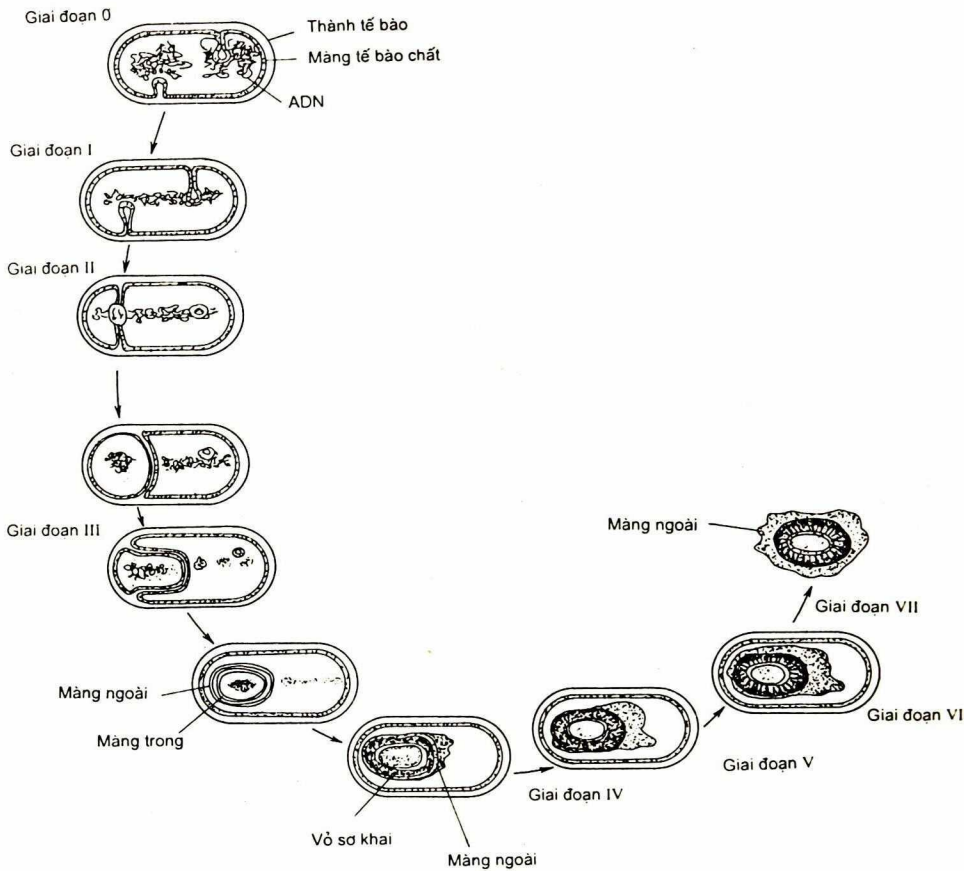 Giai đoạn 0
Thành tế bào
Màng tế bào chất
ADN
Giai đoạn I
Giai đoạn II
Giai đoạn III
Màng ngoài
Màng trong
Vỏ sơ khai
Màng ngoài
Giai đoạn IV
Giai đoạn V
Giai đoạn VI
Giai đoạn VII
Màng ngoài